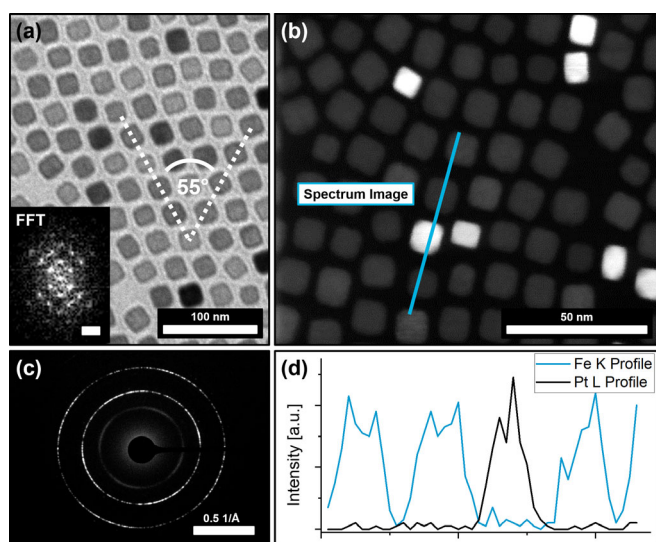 (a)
55°
FFT
100 nm
(b)
Spectrum Image
50 nm
(c)
0.5 1/Å
(d)
Fe K Profile
Pt L Profile
Intensity [a.u.]